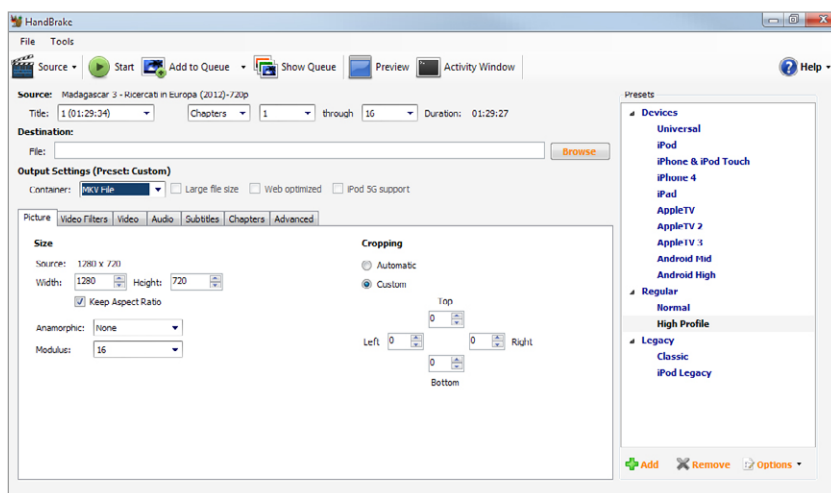 HandBrake
File Tools
Source Start Add to Queue Show Queue Preview Activity Window Help
Source: Madagascar 3 - Ricercati in Europa (2012)-720p
Title: 1 (01:29:34) Chapters 1 through 16 Duration: 01:29:27
Destination:
File: Browse
Output Settings (Preset: Custom)
Container: MKV File Large file size Web optimized iPod 5G support
Picture Video Filters Video Audio Subtitles Chapters Advanced
Size
Source: 1280 x 720
Width: 1280 Height: 720
Keep Aspect Ratio
Anamorphic: None
Modulus: 16
Cropping
Automatic
Custom
Top
0
Left 0 0 Right
0
Bottom
Presets
Devices
Universal
iPod
iPhone & iPod Touch
iPhone 4
iPad
AppleTV
AppleTV 2
AppleTV 3
Android Mid
Android High
Regular
Normal
High Profile
Legacy
Classic
iPod Legacy
Add Remove Options